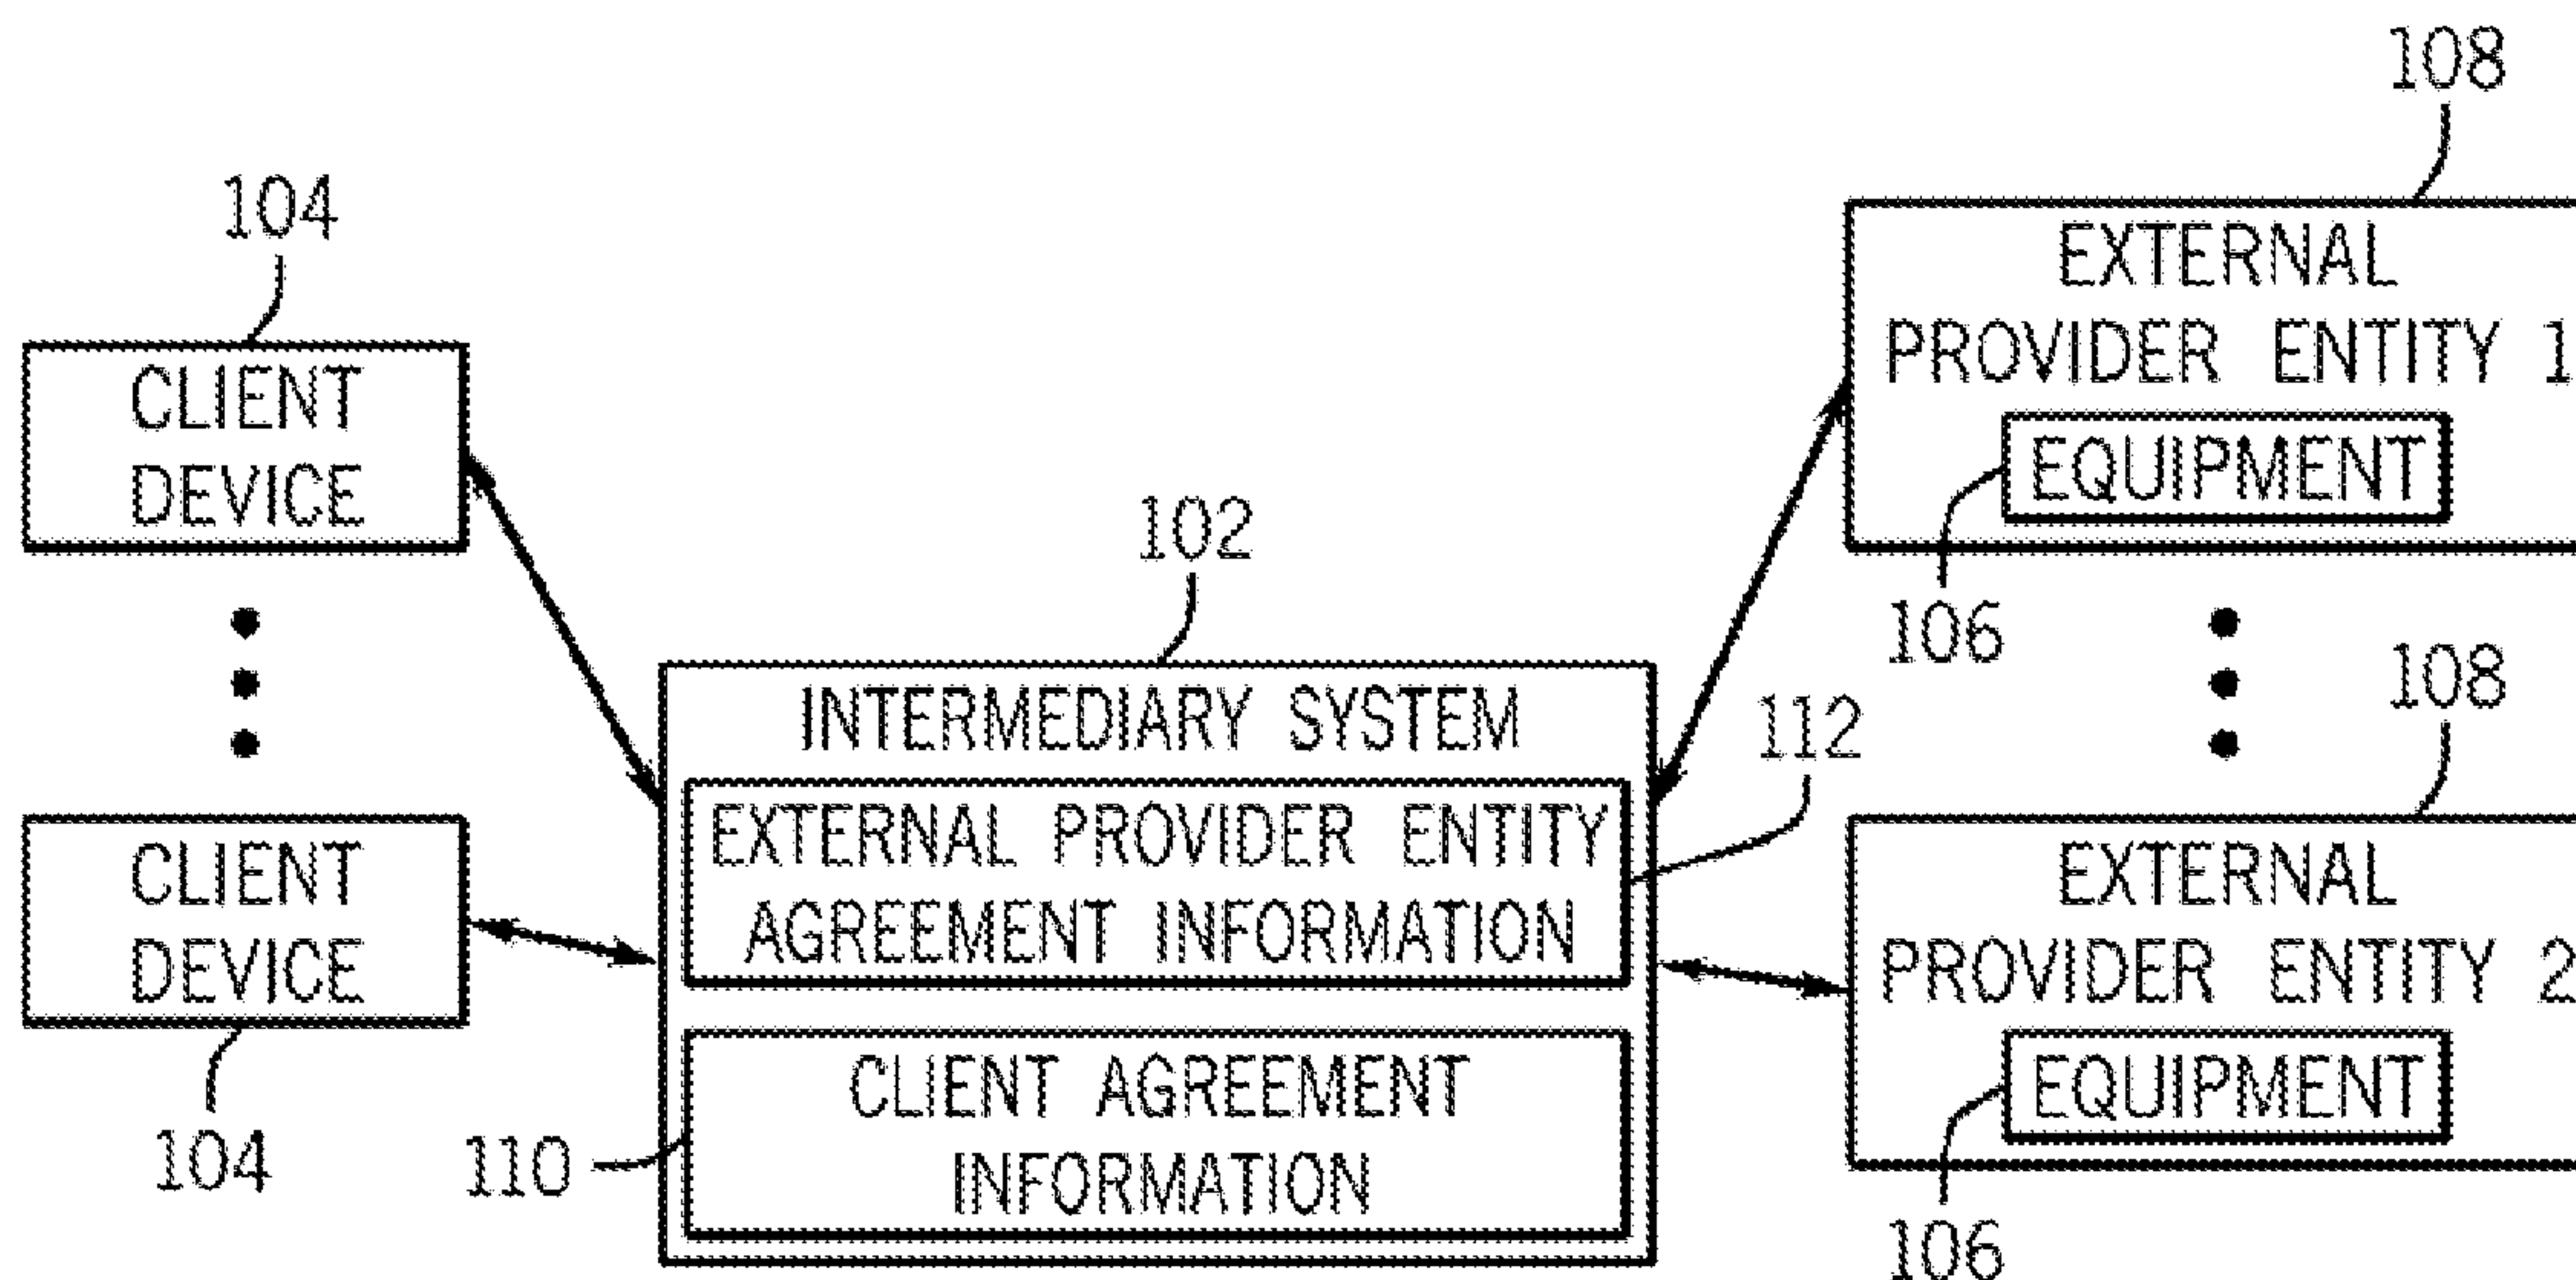 108
104
EXTERNAL
PROVIDER ENTITY 1
CLIENT
DEVICE
EQUIPMENT
102
106
108
INTERMEDIARY SYSTEM
112
EXTERNAL PROVIDER ENTITY
AGREEMENT INFORMATION
CLIENT
DEVICE
EXTERNAL
PROVIDER ENTITY 2
CLIENT AGREEMENT
INFORMATION
EQUIPMENT
104
110
106